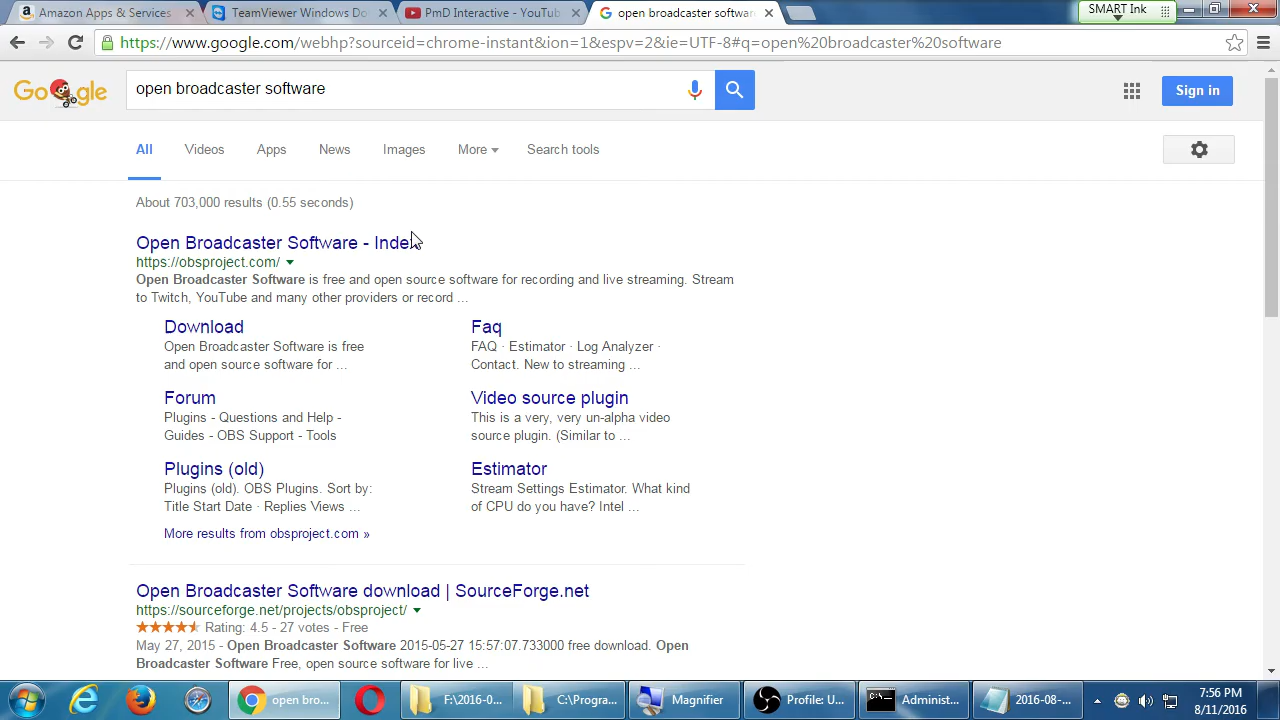 Amazon Apps & Services
TeamViewer Windows Do
PmD Interactive - YouTub
open broadcaster softwar
SMART Ink
https://www.google.com/webhp?sourceid=chrome-instant&ion=1&espv=2&ie=UTF-8#q=open%20broadcaster%20software
Google
open broadcaster software
Sign in
All
Videos
Apps
News
Images
More
Search tools
About 703,000 results (0.55 seconds)
Open Broadcaster Software - Index
https://obsproject.com/
Open Broadcaster Software is free and open source software for recording and live streaming. Stream
to Twitch, YouTube and many other providers or record ...
Download
Open Broadcaster Software is free
and open source software for ...
Faq
FAQ · Estimator · Log Analyzer ·
Contact. New to streaming ...
Forum
Plugins - Questions and Help -
Guides - OBS Support - Tools
Video source plugin
This is a very, very un-alpha video
source plugin. (Similar to ...
Plugins (old)
Plugins (old). OBS Plugins. Sort by:
Title Start Date · Replies Views ...
Estimator
Stream Settings Estimator. What kind
of CPU do you have? Intel ...
More results from obsproject.com »
Open Broadcaster Software download | SourceForge.net
https://sourceforge.net/projects/obsproject/
Rating: 4.5 - 27 votes - Free
May 27, 2015 - Open Broadcaster Software 2015-05-27 15:57:07.733000 free download. Open
Broadcaster Software Free, open source software for live ...
open bro...
F:\2016-0...
C:\Progra...
Magnifier
Profile: U...
Administ...
2016-08-...
7:56 PM
8/11/2016